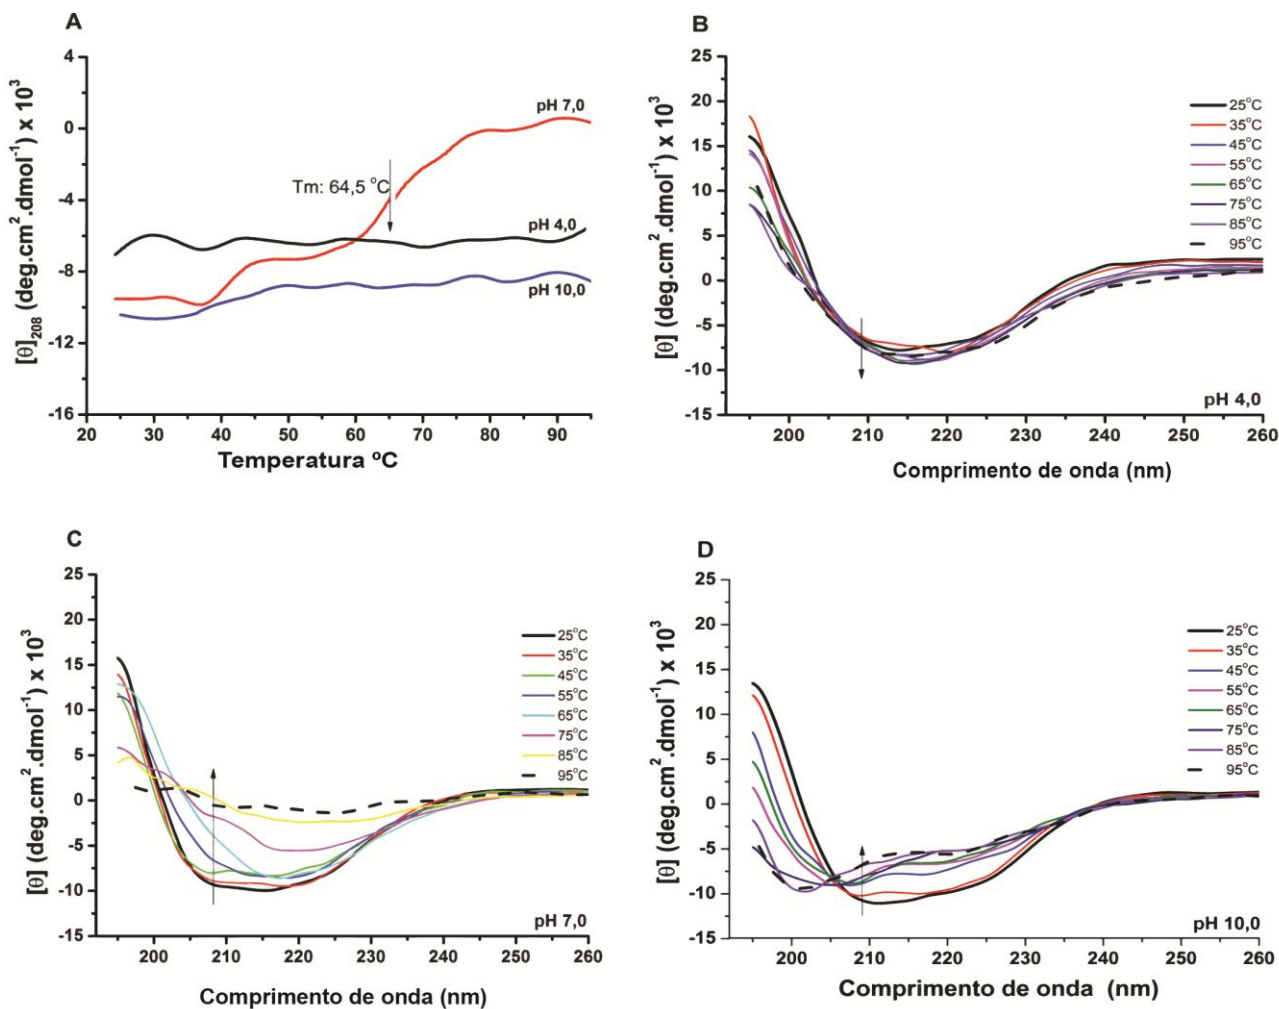 A
[θ]₂₀₈ (deg.cm².dmol⁻¹) x 10³
4
0
-4
-8
-12
-16
20 30 40 50 60 70 80 90
Temperatura ºC
pH 7,0
Tm: 64,5 °C
pH 4,0
pH 10,0
B
[θ] (deg.cm².dmol⁻¹) x 10³
25
20
15
10
5
0
-5
-10
-15
200 210 220 230 240 250 260
Comprimento de onda (nm)
25°C
35°C
45°C
55°C
65°C
75°C
85°C
95°C
pH 4,0
C
[θ] (deg.cm².dmol⁻¹) x 10³
25
20
15
10
5
0
-5
-10
-15
200 210 220 230 240 250 260
Comprimento de onda (nm)
25°C
35°C
45°C
55°C
65°C
75°C
85°C
95°C
pH 7,0
D
[θ] (deg.cm².dmol⁻¹) x 10³
25
20
15
10
5
0
-5
-10
-15
200 210 220 230 240 250 260
Comprimento de onda (nm)
25°C
35°C
45°C
55°C
65°C
75°C
85°C
95°C
pH 10,0